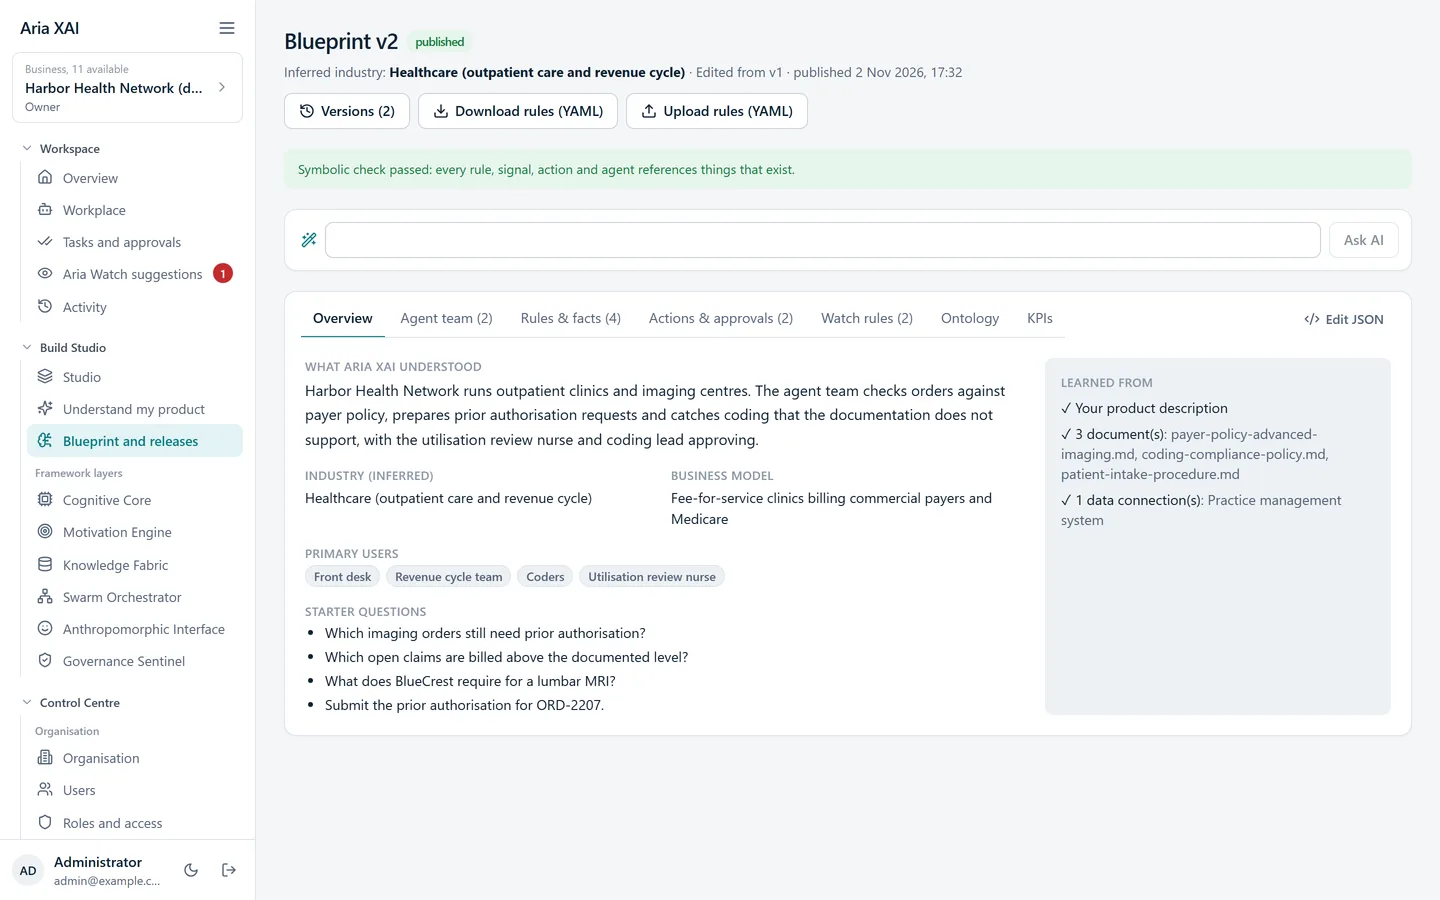 Aria XAI
Business, 11 available
Harbor Health Network (d...
Owner
Workspace
Overview
Workplace
Tasks and approvals
Aria Watch suggestions 1
Activity
Build Studio
Studio
Understand my product
Blueprint and releases
Framework layers
Cognitive Core
Motivation Engine
Knowledge Fabric
Swarm Orchestrator
Anthropomorphic Interface
Governance Sentinel
Control Centre
Organisation
Organisation
Users
Roles and access
AD
Administrator
admin@example.c...
Blueprint v2 published
Inferred industry: Healthcare (outpatient care and revenue cycle) · Edited from v1 · published 2 Nov 2026, 17:32
Versions (2) Download rules (YAML) Upload rules (YAML)
Symbolic check passed: every rule, signal, action and agent references things that exist.
Ask AI
Overview Agent team (2) Rules & facts (4) Actions & approvals (2) Watch rules (2) Ontology KPIs </> Edit JSON
WHAT ARIA XAI UNDERSTOOD
Harbor Health Network runs outpatient clinics and imaging centres. The agent team checks orders against
payer policy, prepares prior authorisation requests and catches coding that the documentation does not
support, with the utilisation review nurse and coding lead approving.
INDUSTRY (INFERRED)
Healthcare (outpatient care and revenue cycle)
BUSINESS MODEL
Fee-for-service clinics billing commercial payers and
Medicare
PRIMARY USERS
Front desk Revenue cycle team Coders Utilisation review nurse
STARTER QUESTIONS
• Which imaging orders still need prior authorisation?
• Which open claims are billed above the documented level?
• What does BlueCrest require for a lumbar MRI?
• Submit the prior authorisation for ORD-2207.
LEARNED FROM
✓ Your product description
✓ 3 document(s): payer-policy-advanced-
imaging.md, coding-compliance-policy.md,
patient-intake-procedure.md
✓ 1 data connection(s): Practice management
system